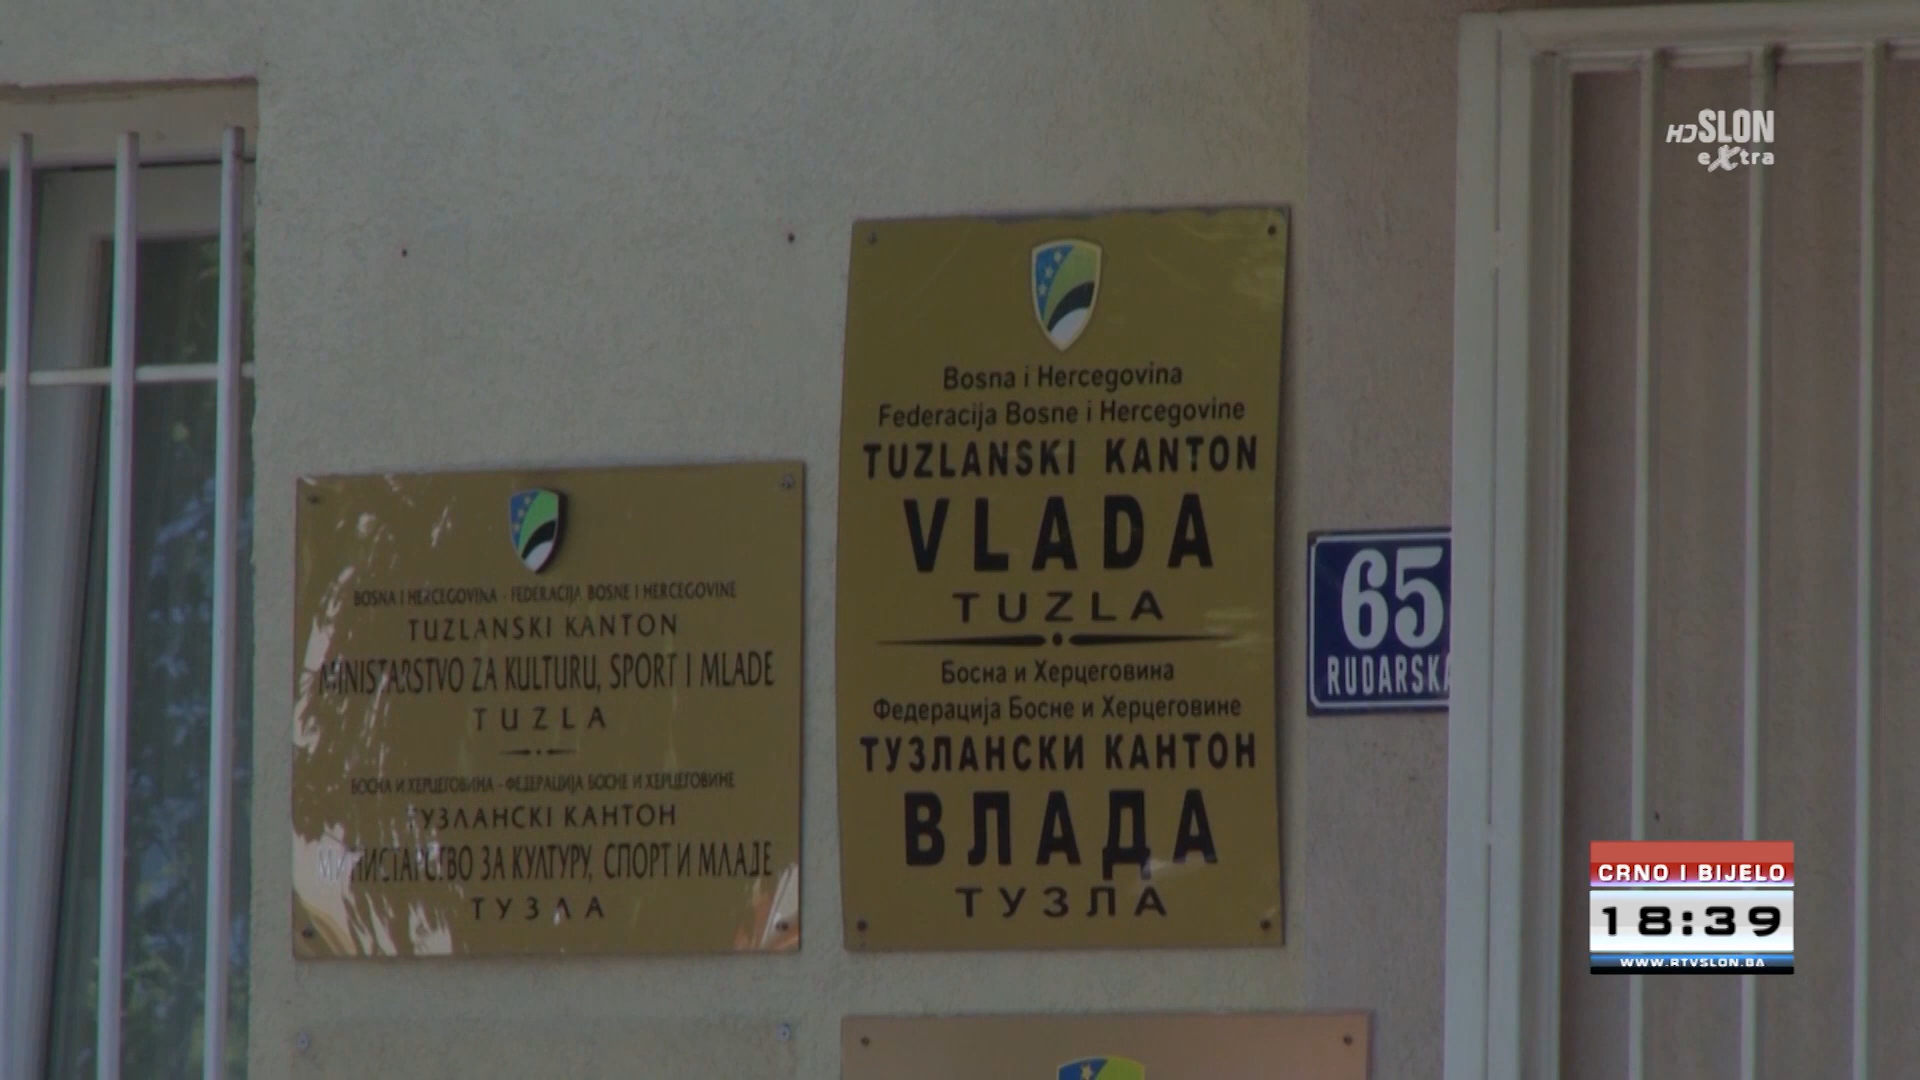 HD SLON
eXtra
BOSNA I HERCEGOVINA - FEDERACIJA BOSNE I HERCEGOVINE
TUZLANSKI KANTON
MINISTARSTVO ZA KULTURU, SPORT I MLADE
TUZLA
БОСНА И ХЕРЦЕГОВИНА - ФЕДЕРАЦИЈА БОСНЕ И ХЕРЦЕГОВИНЕ
ТУЗЛАНСКІ КАНТОН
МИНИСТАРСТВО ЗА КУЛТУРУ, СПОРТ И МЛАДЕ
ТУЗЛА
Bosna i Hercegovina
Federacija Bosne i Hercegovine
TUZLANSKI KANTON
VLADA
TUZLA
Босна и Херцеговина
Федерација Босне и Херцеговине
ТУЗЛАНСКИ КАНТОН
ВЛАДА
ТУЗЛА
65
RUDARSKA
CRNO I BIJELO
18:39
WWW.RTVSLON.BA